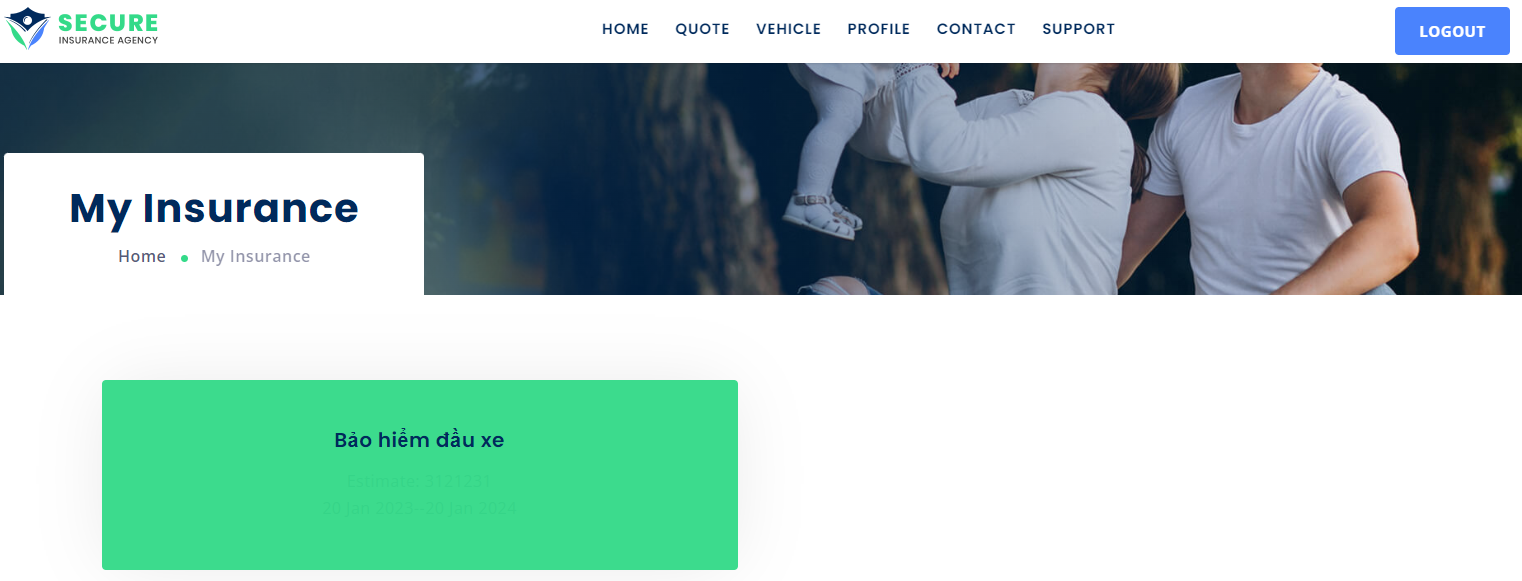 SECURE
INSURANCE AGENCY
HOME QUOTE VEHICLE PROFILE CONTACT SUPPORT
LOGOUT
My Insurance
Home My Insurance
Bảo hiểm đầu xe
Estimate: 3121231
20 Jan 2023--20 Jan 2024